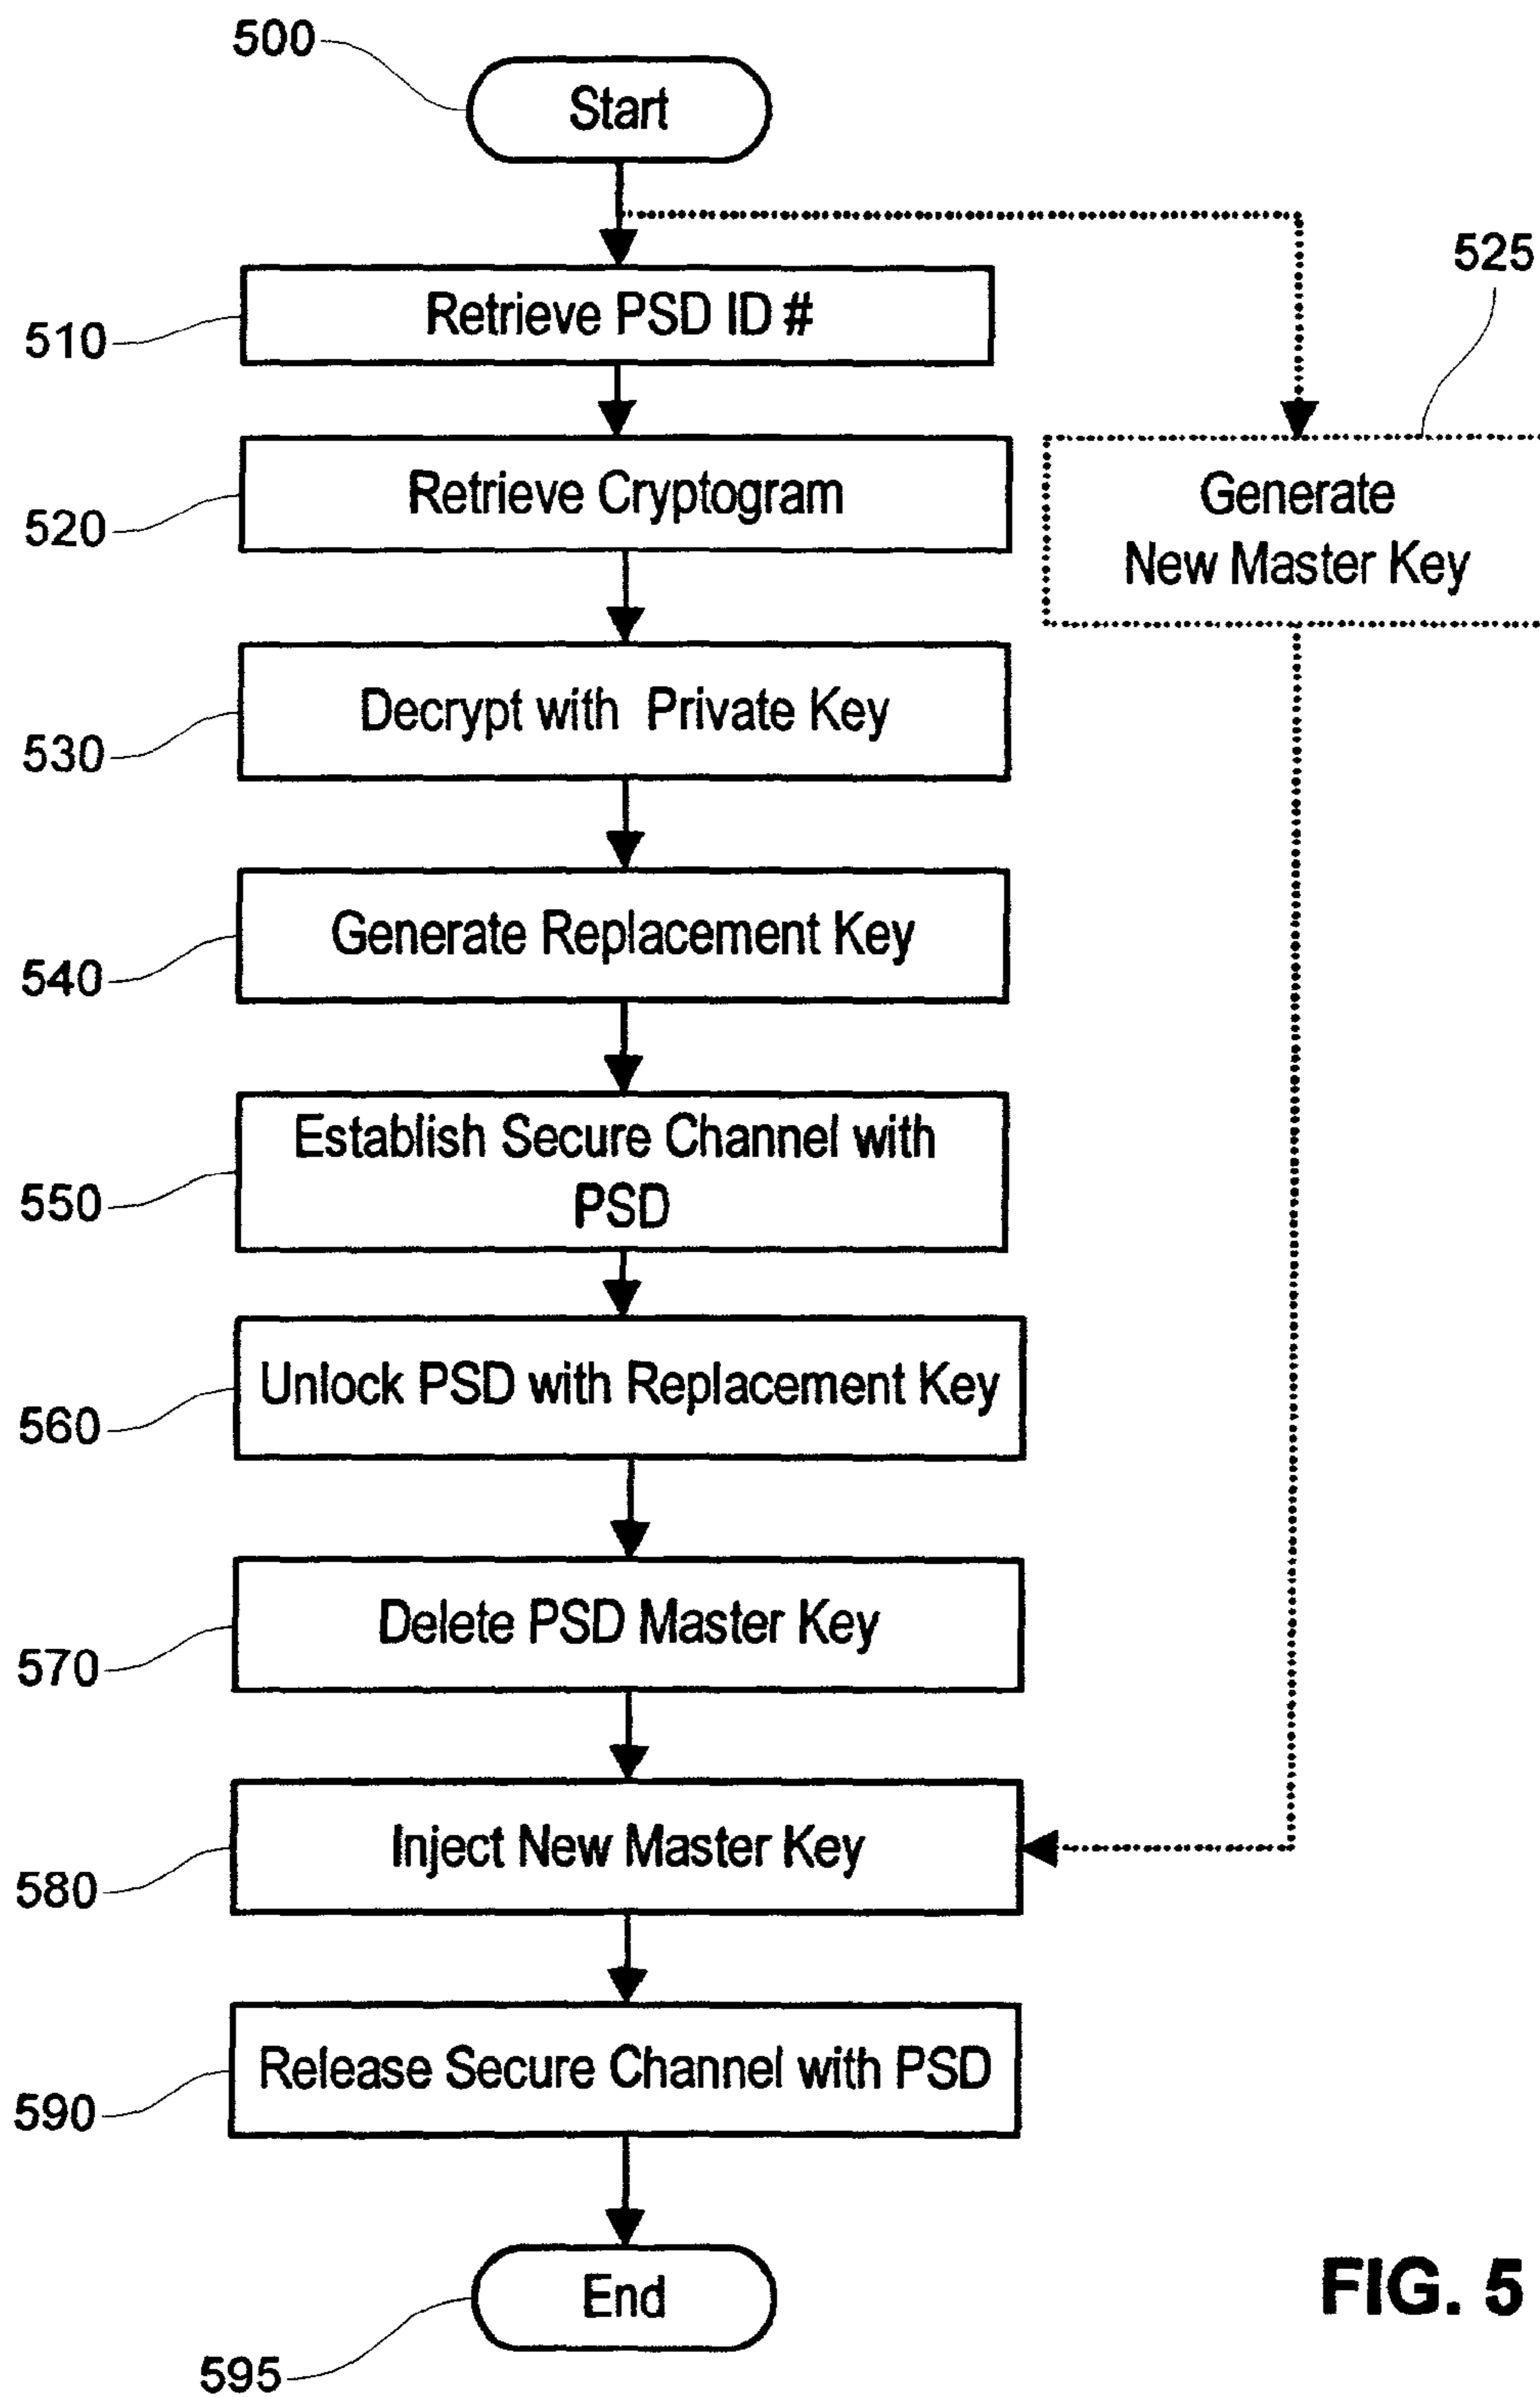 500
Start
525
510
Retrieve PSD ID #
520
Retrieve Cryptogram
Generate
New Master Key
530
Decrypt with Private Key
540
Generate Replacement Key
550
Establish Secure Channel with
PSD
560
Unlock PSD with Replacement Key
570
Delete PSD Master Key
580
Inject New Master Key
590
Release Secure Channel with PSD
End
595
FIG. 5